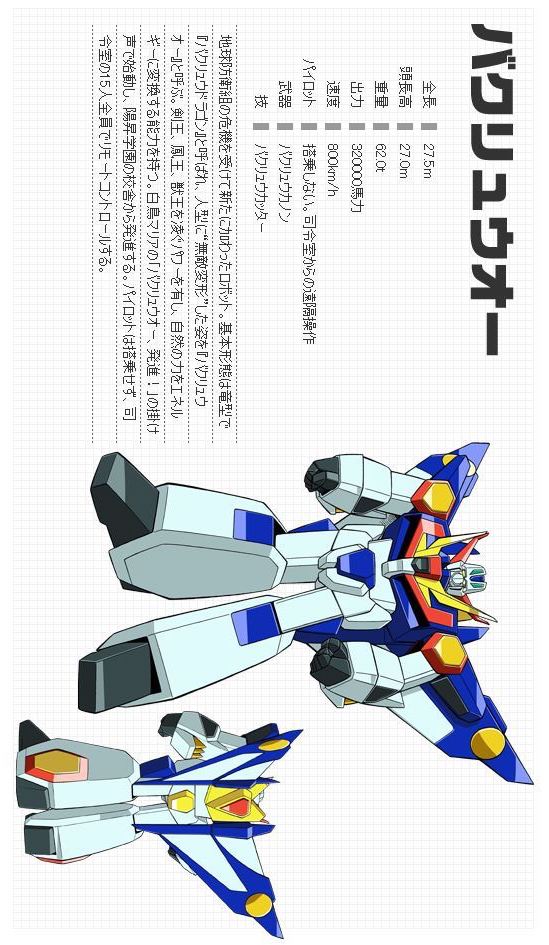 バクリュウオー
全長 27.5m
頭長高 27.0m
重量 62.0t
出力 320000馬力
速度 800km/h
パイロット 搭乗しない。司令室からの遠隔操作
武器 バクリュウカノン
技 バクリュウカッター
地球防衛組の危機を受けて新たに加わったロボット。基本形態は竜型で
『バクリュウドラゴン』と呼ばれ、人型に“無敵変形”した姿を『バクリュウ
オー』と呼ぶ。剣王、鳳王、獣王を凌ぐパワーを有し、自然の力をエネル
ギーに変換する能力を持つ。白鳥マリアの「バクリュウオー、発進！」の掛け
声で始動し、陽昇学園の校舎から発進する。パイロットは搭乗せず、司
令室の15人全員でリモートコントロールする。